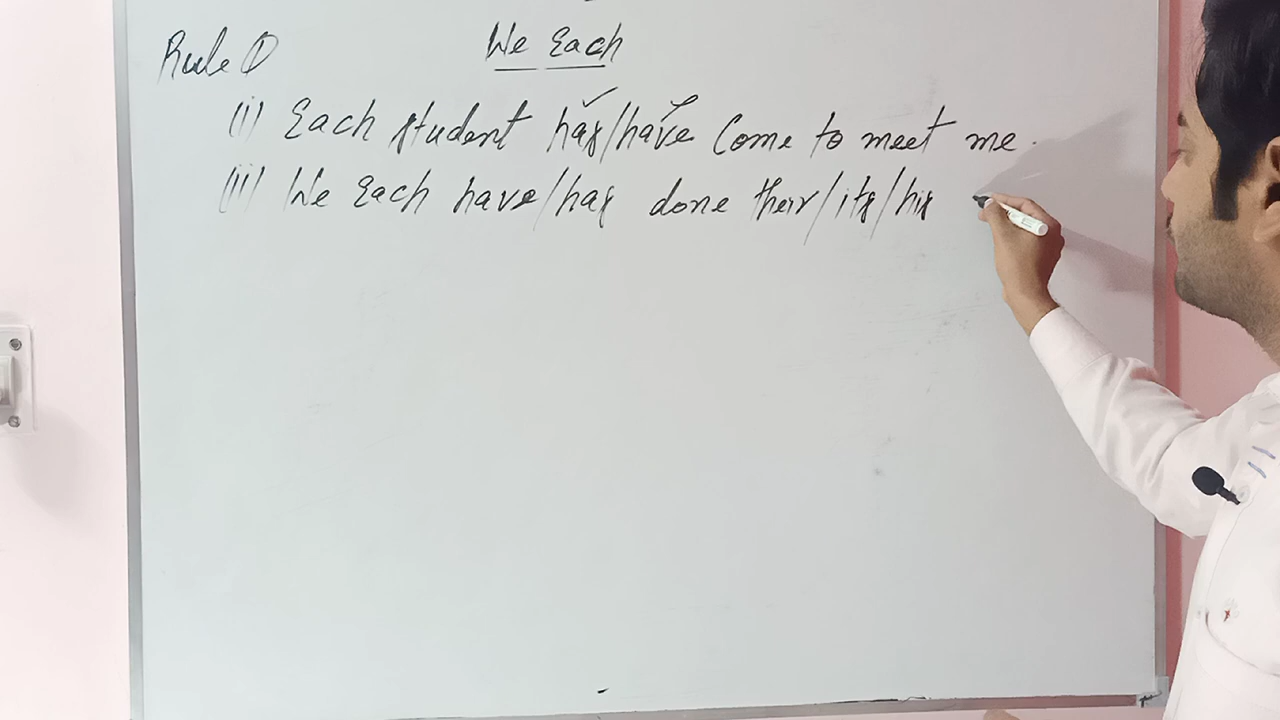 We Each
Rule ①
(i) Each student has/have Come to meet me.
(ii) We Each have/has done their/its/his